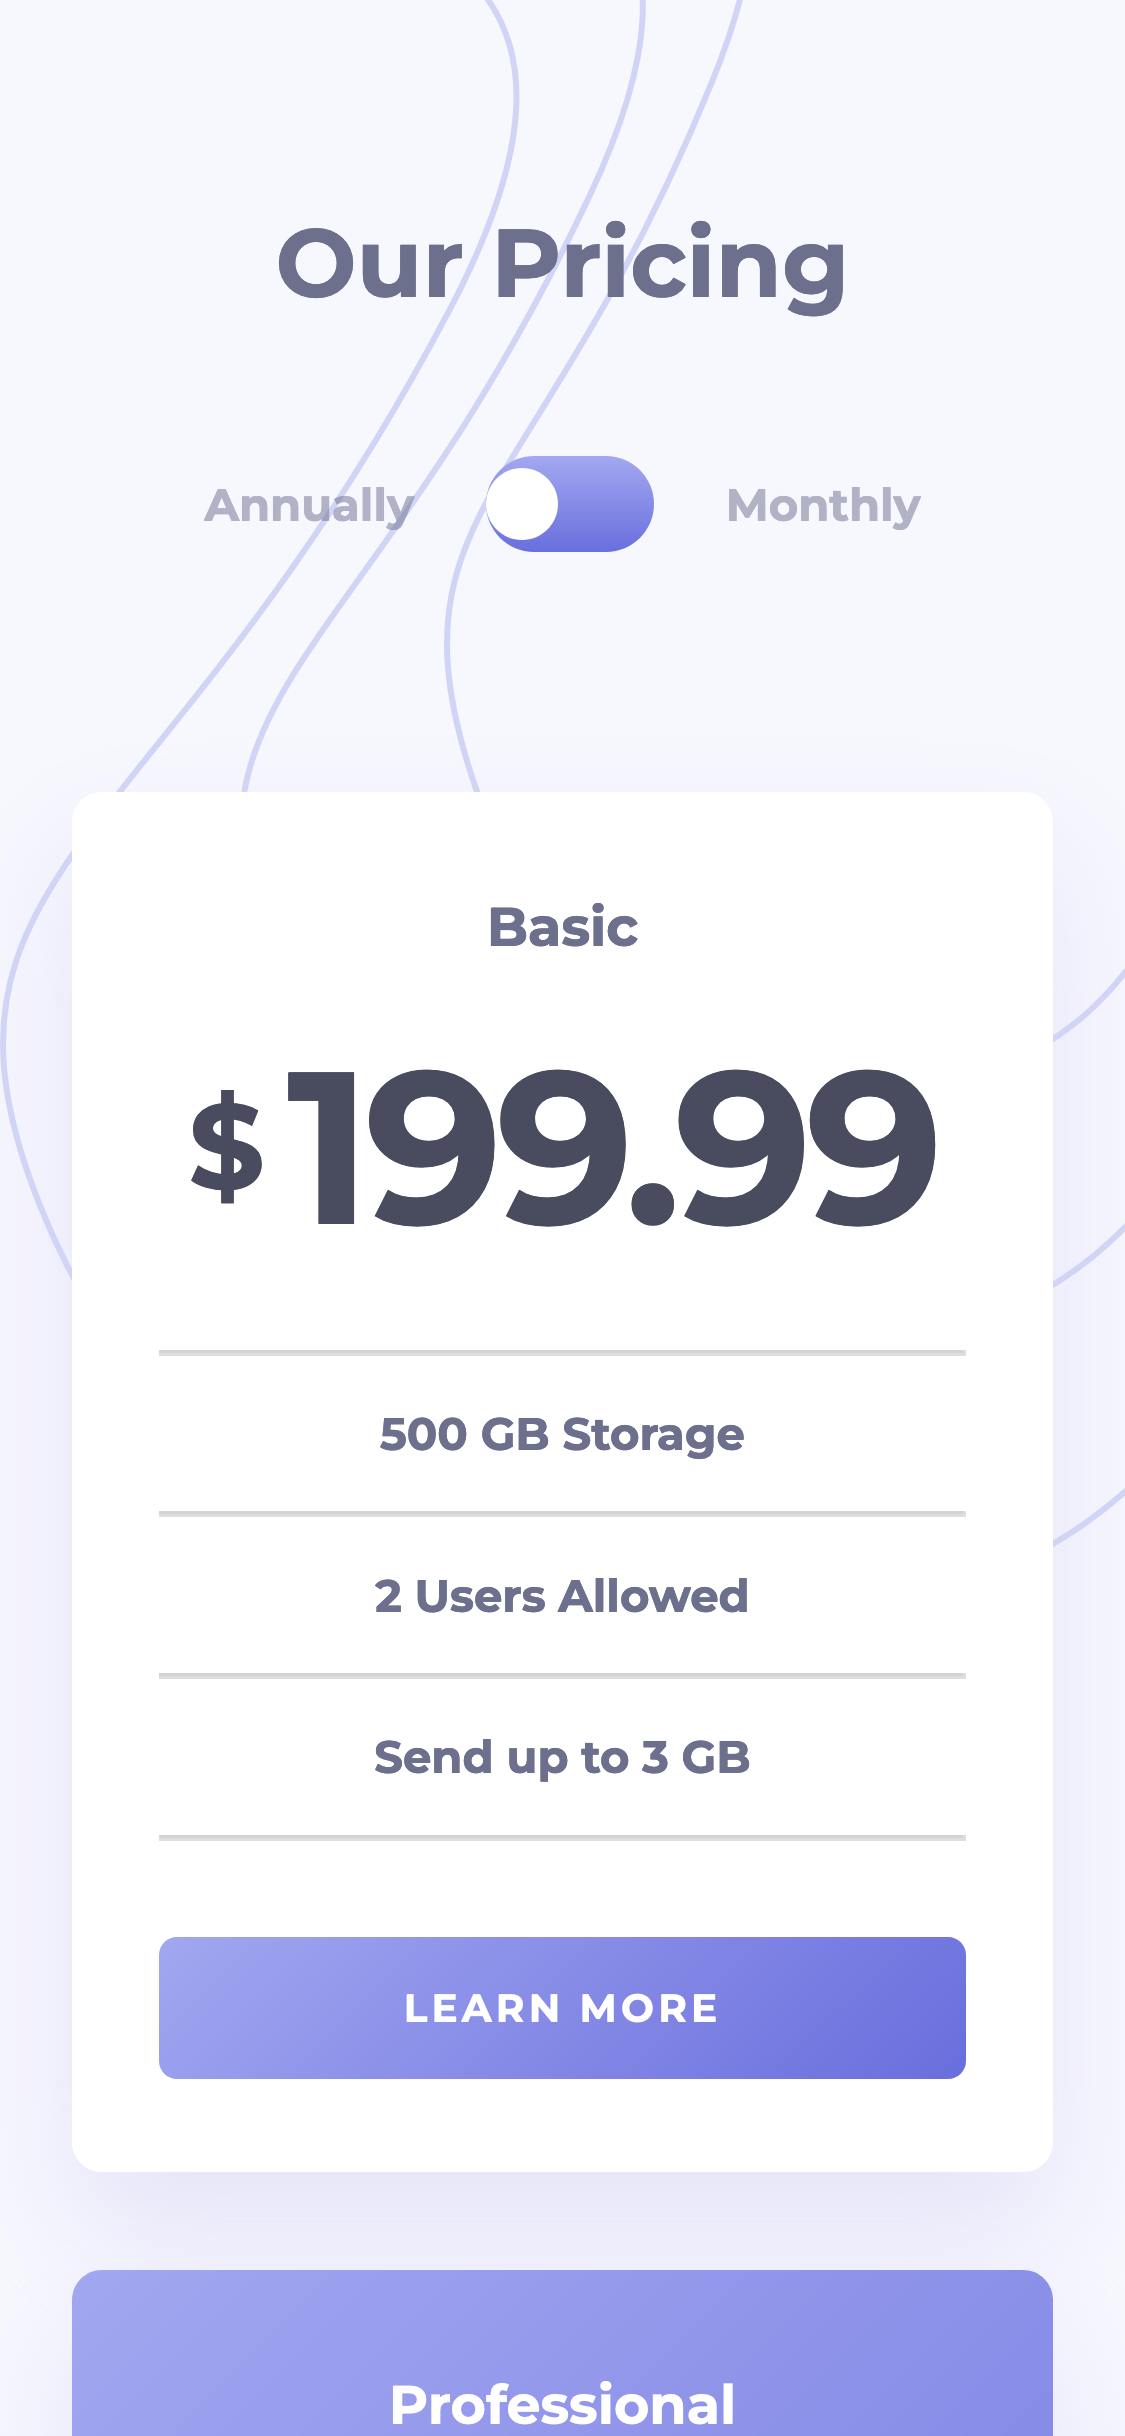 Our Pricing
Annually Monthly
Basic
$199.99
500 GB Storage
2 Users Allowed
Send up to 3 GB
LEARN MORE
Professional